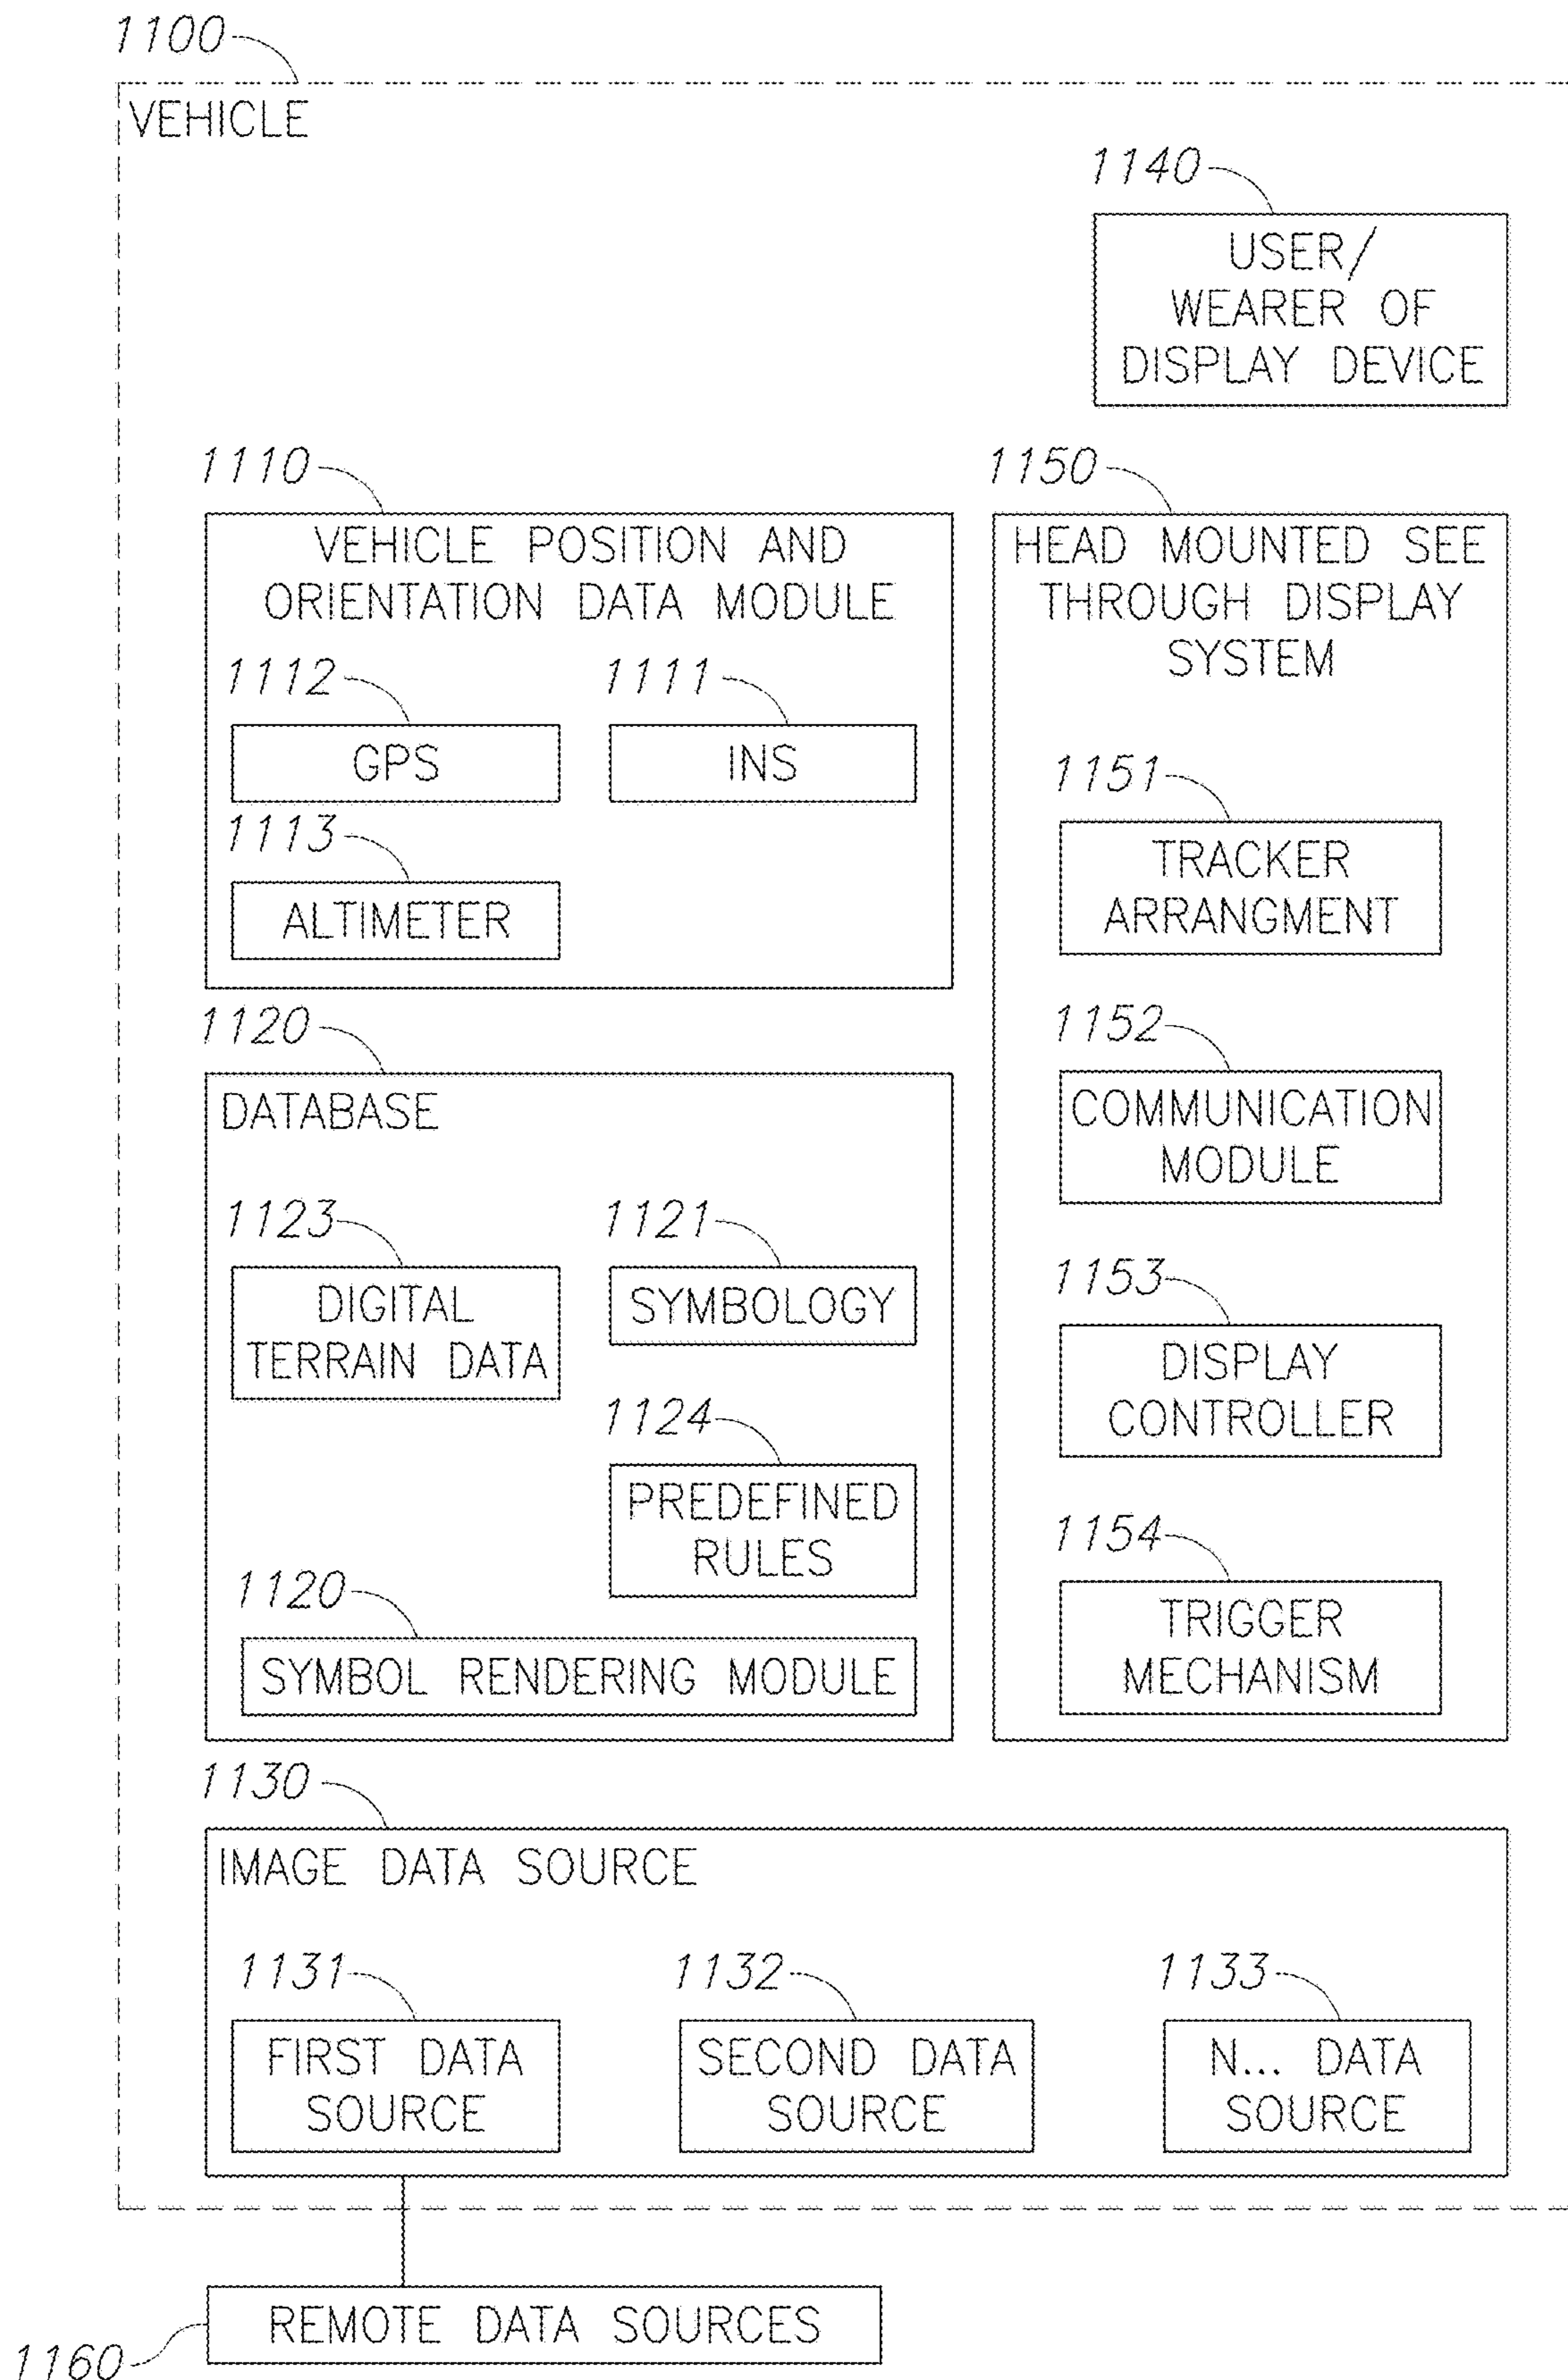 1100
VEHICLE
1140
USER/
WEARER OF
DISPLAY DEVICE
1110
VEHICLE POSITION AND
ORIENTATION DATA MODULE
1112
GPS
1111
INS
1113
ALTIMETER
1150
HEAD MOUNTED SEE
THROUGH DISPLAY
SYSTEM
1151
TRACKER
ARRANGMENT
1152
COMMUNICATION
MODULE
1153
DISPLAY
CONTROLLER
1154
TRIGGER
MECHANISM
1120
DATABASE
1123
DIGITAL
TERRAIN DATA
1121
SYMBOLOGY
1124
PREDEFINED
RULES
1120
SYMBOL RENDERING MODULE
1130
IMAGE DATA SOURCE
1131
FIRST DATA
SOURCE
1132
SECOND DATA
SOURCE
1133
N... DATA
SOURCE
REMOTE DATA SOURCES
1160